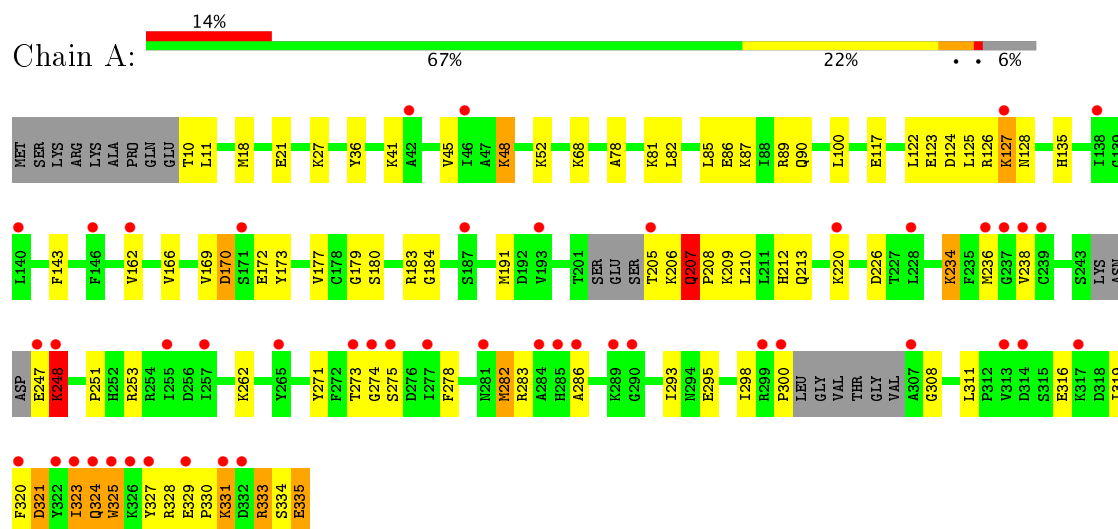 14%
Chain A:
67% 22% • • 6%
MET SER LYS ARG LYS ALA PRO GLN GLU T10 L11 M18 E21 K27 Y36 K41 A42 V45 I46 A47 K48 K52 K68 A78 K81 L82 L85 E86 K87 I88 R89 Q90 L100 E117 L122 E123 D124 L125 R126 K127 N128 H135 I138 G139
L140 F143 F146 V162 V166 V169 D170 S171 E172 Y173 V177 C178 G179 S180 R183 G184 S187 M191 D192 V193 T201 SER GLU SER T205 K206 Q207 P208 K209 L210 L211 H212 Q213 K220 D226 T227 L228 K234 F235 M236 G237 V238 C239 S243 LYS ASN
ASP E247 K248 P251 H252 R253 R254 I255 D256 I257 K262 Y265 Y271 F272 T273 G274 S275 D276 I277 F278 N281 M282 R283 A284 H285 A286 K289 G290 I293 N294 E295 I298 R299 P300 LEU GLY VAL THR GLY VAL A307 G308 L311 P312 V313 D314 S315 E316 K317 D318 I319
F320 D321 Y322 I323 Q324 W325 K326 Y327 R328 E329 P330 K331 D332 R333 S334 E335